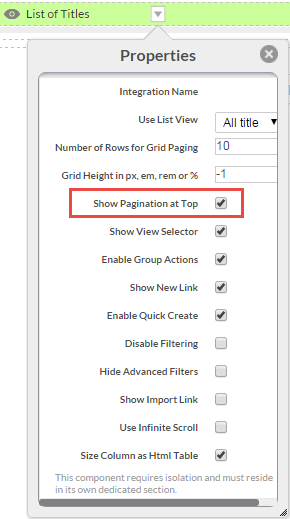 List of Titles
Properties
Integration Name
Use List View All title
Number of Rows for Grid Paging 10
Grid Height in px, em, rem or % -1
Show Pagination at Top
Show View Selector
Enable Group Actions
Show New Link
Enable Quick Create
Disable Filtering
Hide Advanced Filters
Show Import Link
Use Infinite Scroll
Size Column as Html Table
This component requires isolation and must reside
in its own dedicated section.